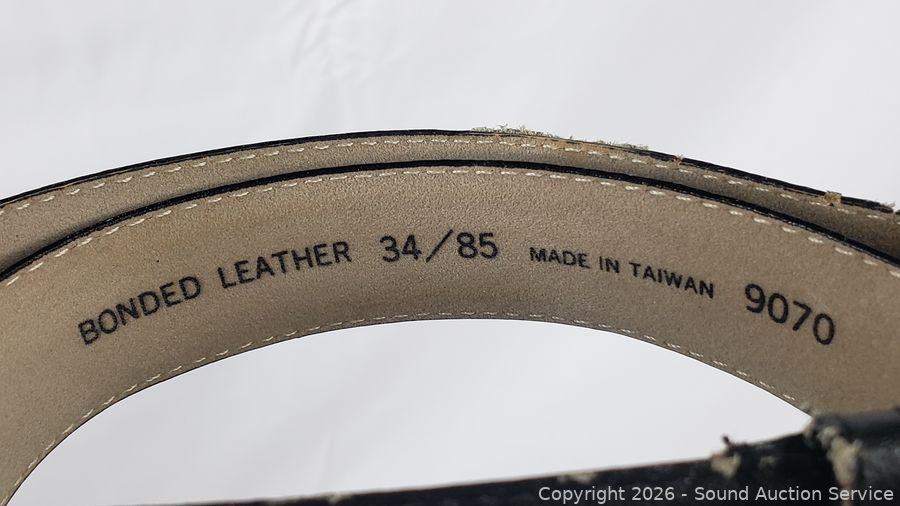 BONDED LEATHER 34/85 MADE IN TAIWAN 9070
Copyright 2026 - Sound Auction Service